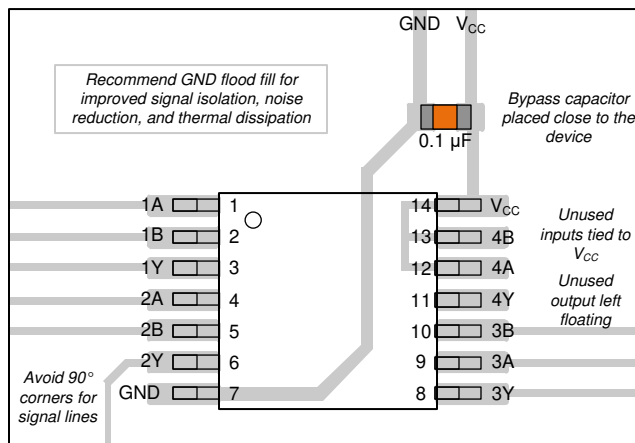 GND VCC
Recommend GND flood fill for
improved signal isolation, noise
reduction, and thermal dissipation
Bypass capacitor
placed close to the
device
0.1 µF
1A 1 14 VCC
1B 2 13 4B
1Y 3 12 4A
2A 4 11 4Y
2B 5 10 3B
2Y 6 9 3A
GND 7 8 3Y
Unused
inputs tied to
VCC
Unused
output left
floating
Avoid 90°
corners for
signal lines